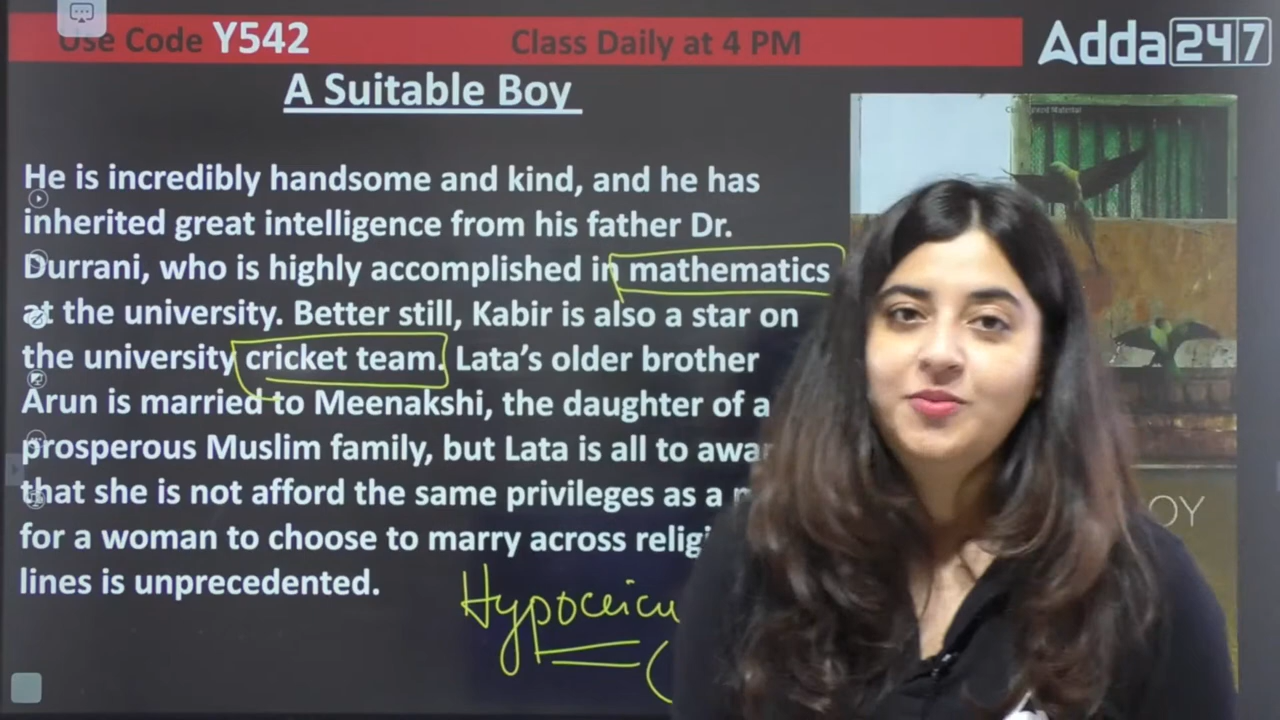 Use Code Y542
Class Daily at 4 PM
Adda247
A Suitable Boy
He is incredibly handsome and kind, and he has
inherited great intelligence from his father Dr.
Durrani, who is highly accomplished in mathematics
at the university. Better still, Kabir is also a star on
the university cricket team. Lata's older brother
Arun is married to Meenakshi, the daughter of a
prosperous Muslim family, but Lata is all to
that she is not afford the same privileges as a
for a woman to choose to marry across
lines is unprecedented.
OY